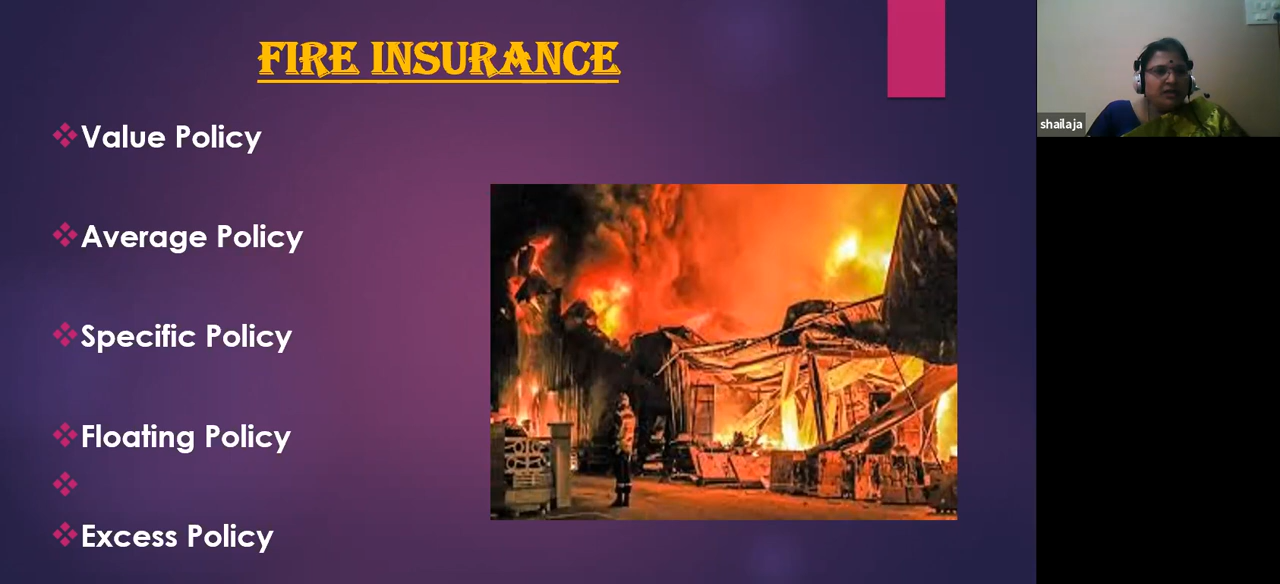 FIRE INSURANCE
Value Policy
Average Policy
Specific Policy
Floating Policy
Excess Policy
shailaja